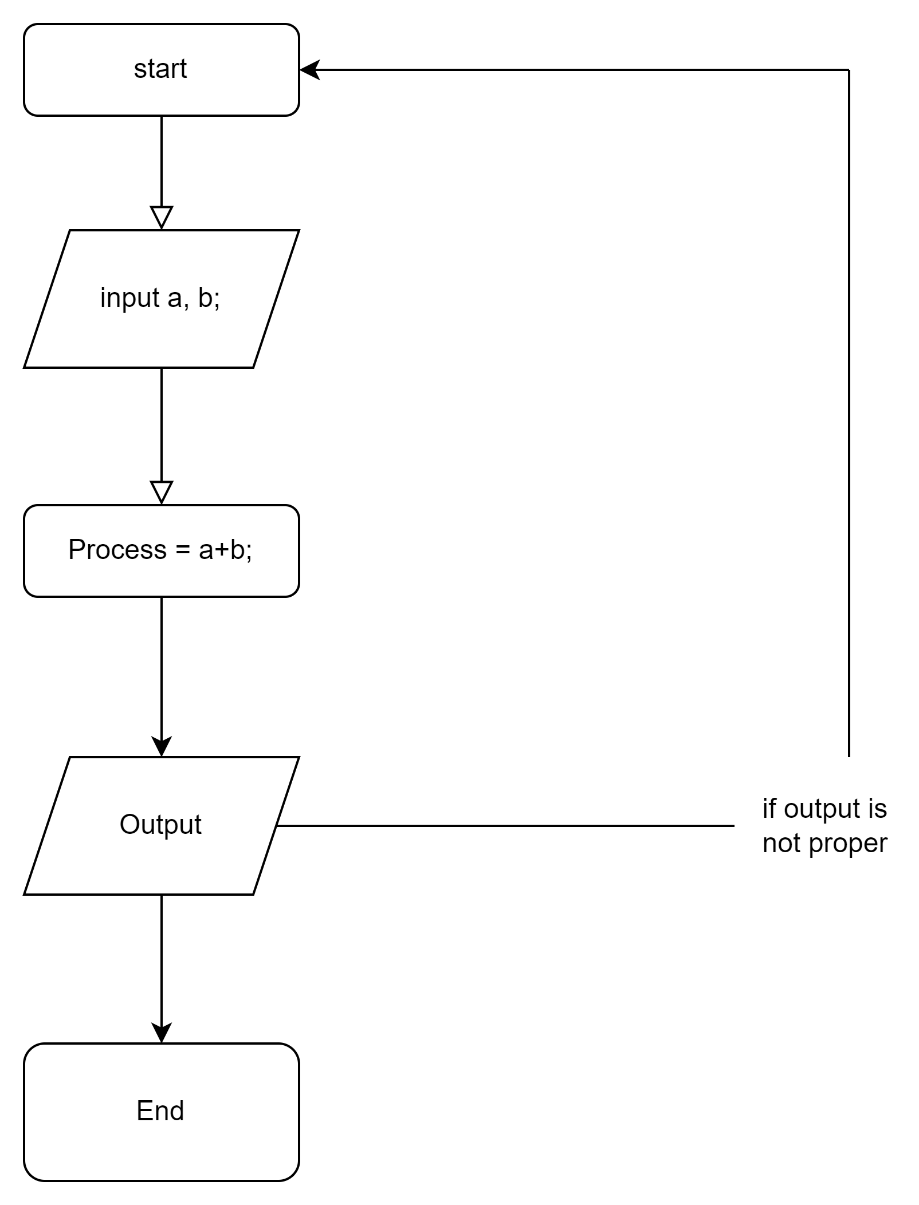 start
input a, b;
Process = a+b;
Output
if output is
not proper
End